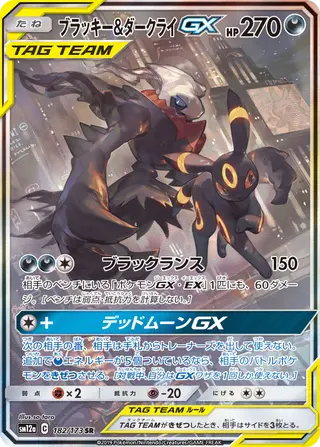 たね ブラッキー&ダークライGX HP270
TAG TEAM
ブラックランス 150
相手のベンチにいる「ポケモンGX・EX」1匹にも、60ダメージ。[ベンチは弱点・抵抗力を計算しない。]
+ デッドムーンGX
次の相手の番、相手は手札からトレーナーズを出して使えない。
追加でエネルギーが5個ついているなら、相手のバトルポケモンをきぜつさせる。[対戦中、自分はGXワザを1回しか使えない。]
弱点 ×2 抵抗力 -20 にげる
illus. so-taro
TAG TEAM ルール
sm12a C 182/173 SR
TAG TEAMがきぜつしたとき、相手はサイドを3枚とる。
©2019 Pokémon/Nintendo/Creatures/GAME FREAK